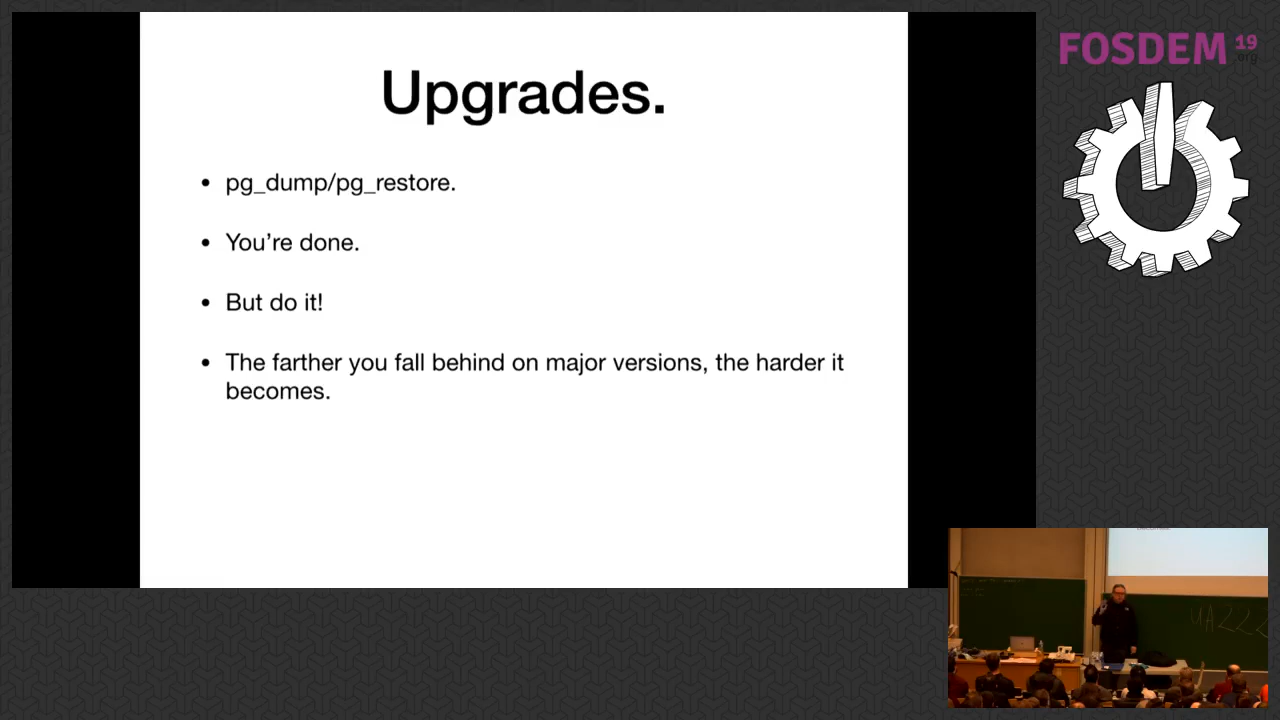 Upgrades.
• pg_dump/pg_restore.
• You’re done.
• But do it!
• The farther you fall behind on major versions, the harder it
becomes.
FOSDEM 19
.org